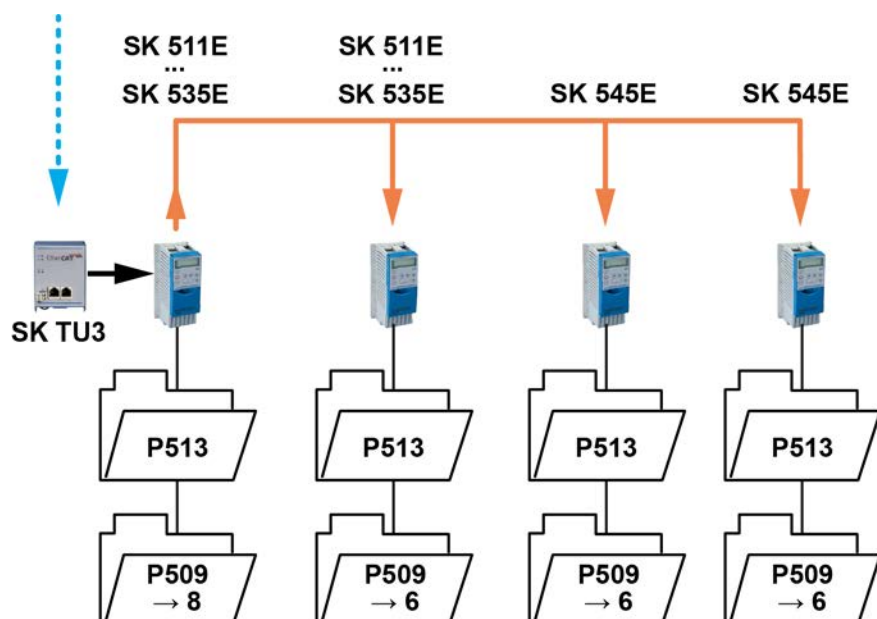 SK 511E
...
SK 535E
SK 511E
...
SK 535E
SK 545E
SK 545E
EtherCAT
SK TU3
P513
P513
P513
P513
P509
→ 8
P509
→ 6
P509
→ 6
P509
→ 6